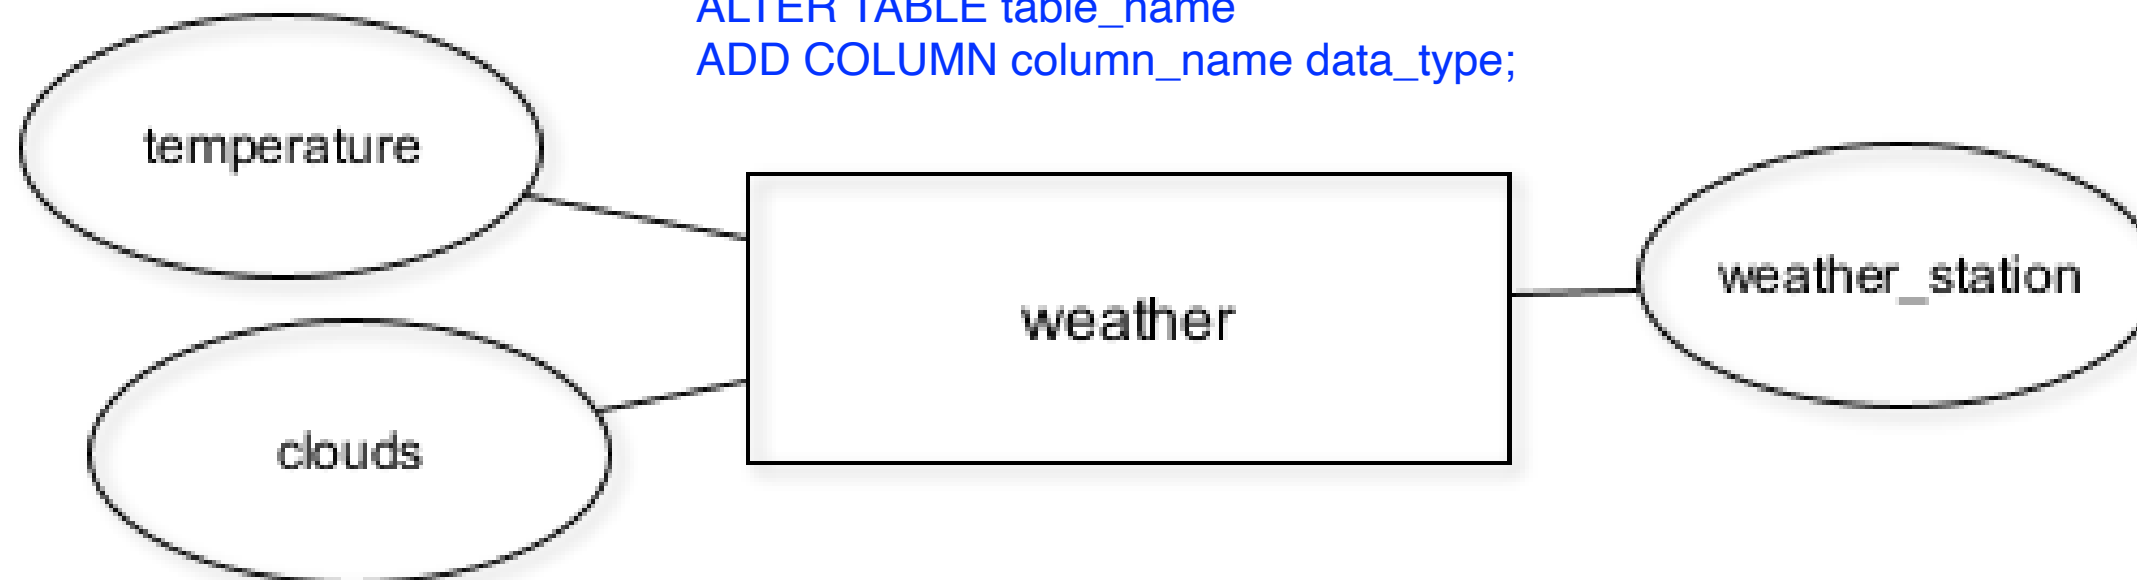 ALTER TABLE table_name
ADD COLUMN column_name data_type;
temperature
weather_station
weather
clouds